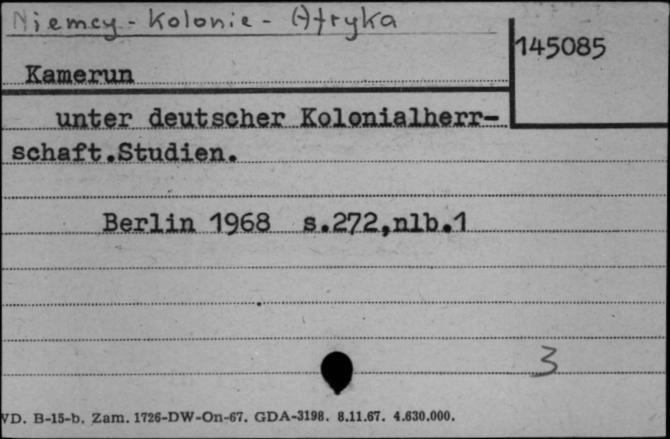 Niemcy - Kolonie - Afryka
145085
Kamerun
unter deutscher Kolonialherr-
schaft.Studien.
Berlin 1968 s.272,nlb.1
3
VD. B-15-b. Zam. 1726-DW-On-67. GDA-3198. 8.11.67. 4.630.000.